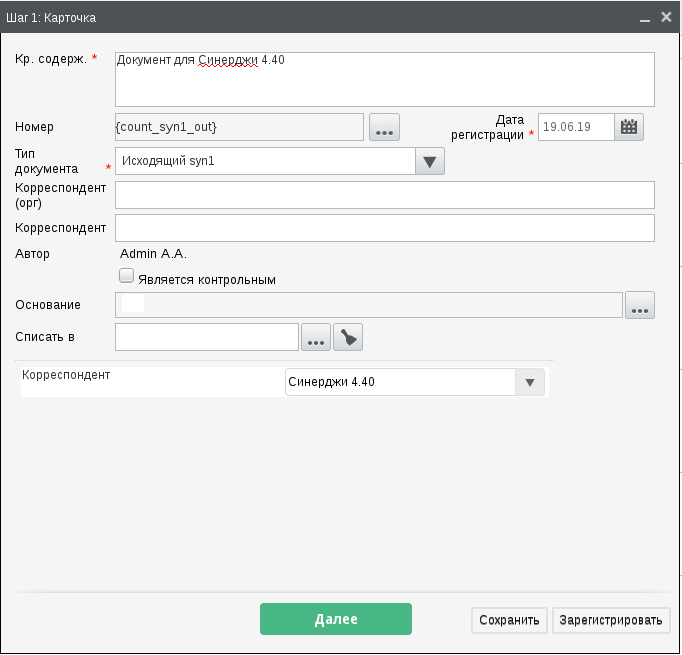 Шаг 1: Карточка
Кр. содерж. *
Документ для Синерджи 4.40
Номер
{count_syn1_out}
...
Дата
регистрации *
19.06.19
Тип
документа *
Исходящий syn1
Корреспондент
(орг)
Корреспондент
Автор
Admin A.A.
Является контрольным
Основание
...
Списать в
...
Корреспондент
Синерджи 4.40
Далее
Сохранить
Зарегистрировать